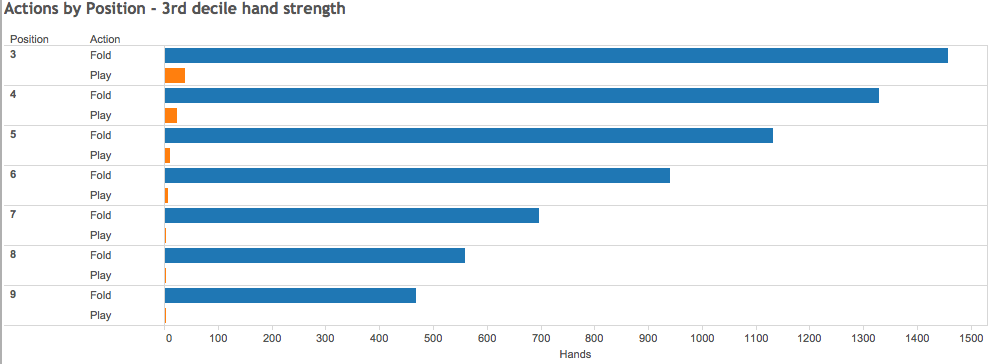 Actions by Position - 3rd decile hand strength
Position Action
3 Fold
Play
4 Fold
Play
5 Fold
Play
6 Fold
Play
7 Fold
Play
8 Fold
Play
9 Fold
Play
0 100 200 300 400 500 600 700 800 900 1000 1100 1200 1300 1400 1500
Hands